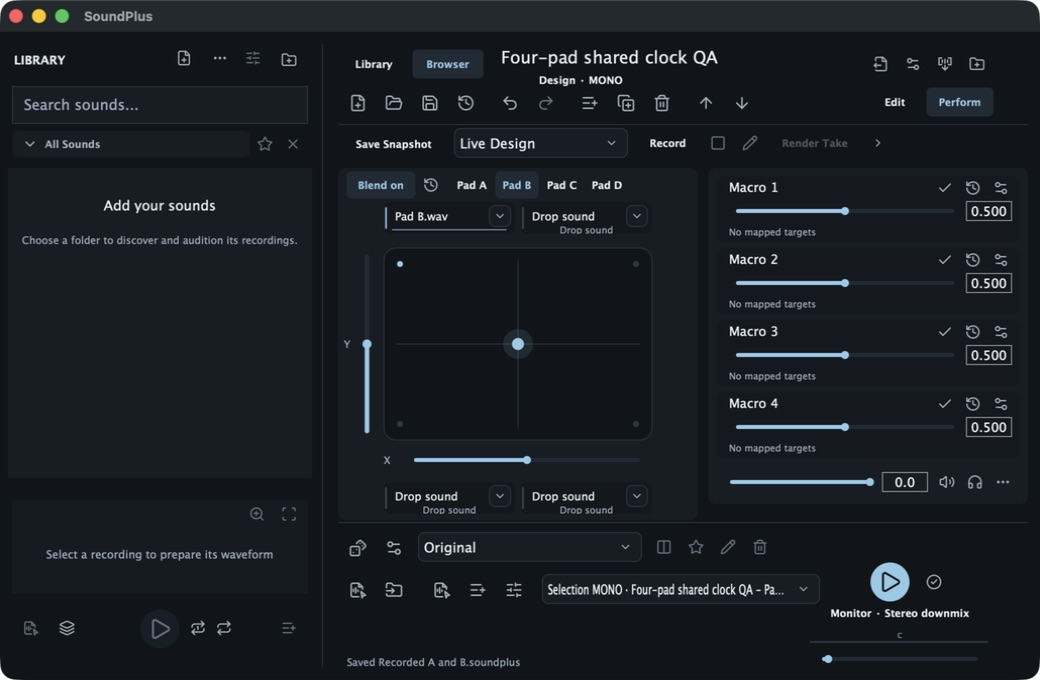 SoundPlus
LIBRARY
Search sounds...
All Sounds
Add your sounds
Choose a folder to discover and audition its recordings.
Select a recording to prepare its waveform
Library
Browser
Four-pad shared clock QA
Design · MONO
Edit
Perform
Save Snapshot
Live Design
Record
Render Take
Blend on
Pad A
Pad B
Pad C
Pad D
Pad B.wav
Drop sound
Drop sound
Y
X
Drop sound
Drop sound
Drop sound
Drop sound
Macro 1
0.500
No mapped targets
Macro 2
0.500
No mapped targets
Macro 3
0.500
No mapped targets
Macro 4
0.500
No mapped targets
0.0
Original
Selection MONO · Four-pad shared clock QA – Pa...
Monitor · Stereo downmix
C
Saved Recorded A and B.soundplus